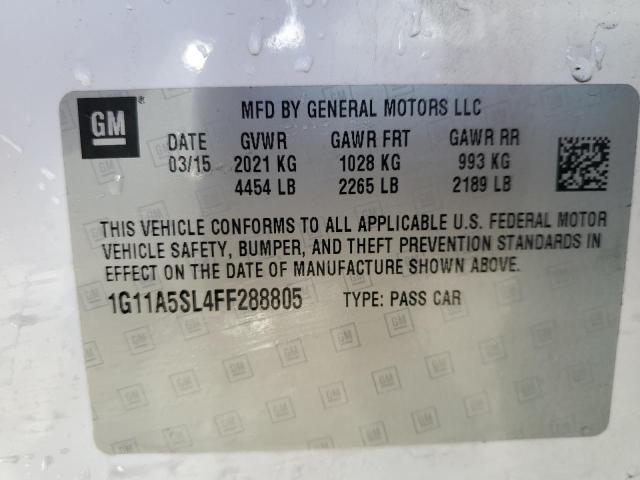 GM ® MFD BY GENERAL MOTORS LLC
DATE GVWR GAWR FRT GAWR RR
03/15 2021 KG 1028 KG 993 KG
4454 LB 2265 LB 2189 LB
THIS VEHICLE CONFORMS TO ALL APPLICABLE U.S. FEDERAL MOTOR
VEHICLE SAFETY, BUMPER, AND THEFT PREVENTION STANDARDS IN
EFFECT ON THE DATE OF MANUFACTURE SHOWN ABOVE.
1G11A5SL4FF288805 TYPE: PASS CAR